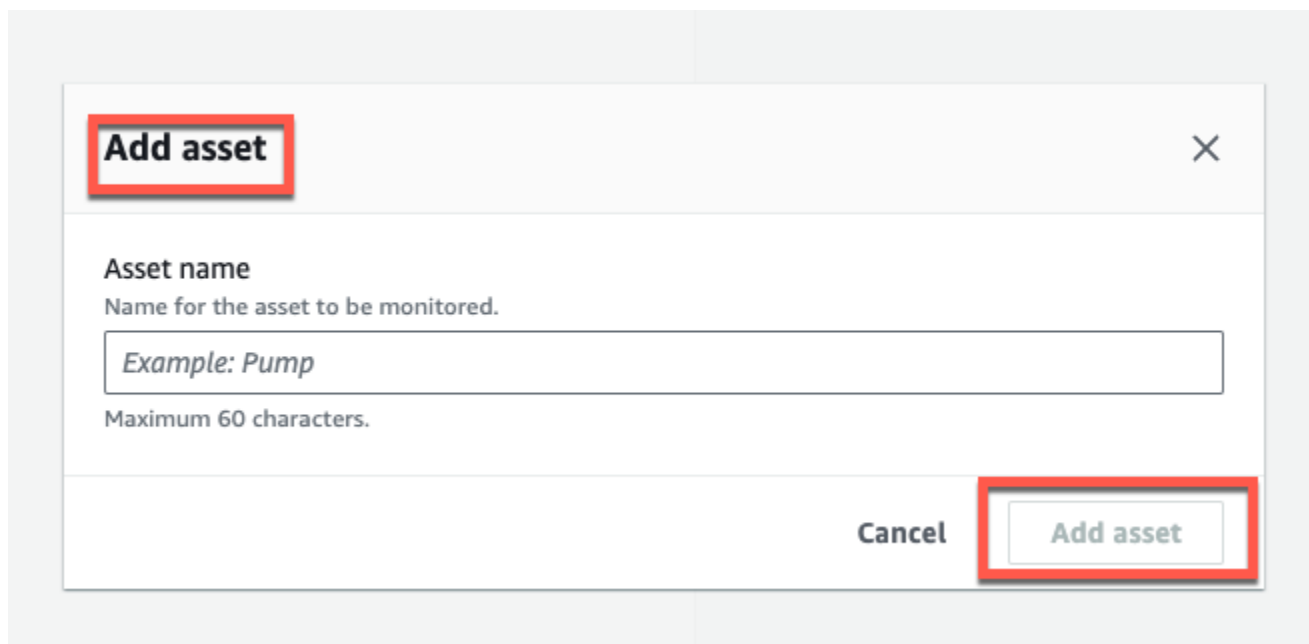 Add asset
Asset name
Name for the asset to be monitored.
Example: Pump
Maximum 60 characters.
Cancel
Add asset